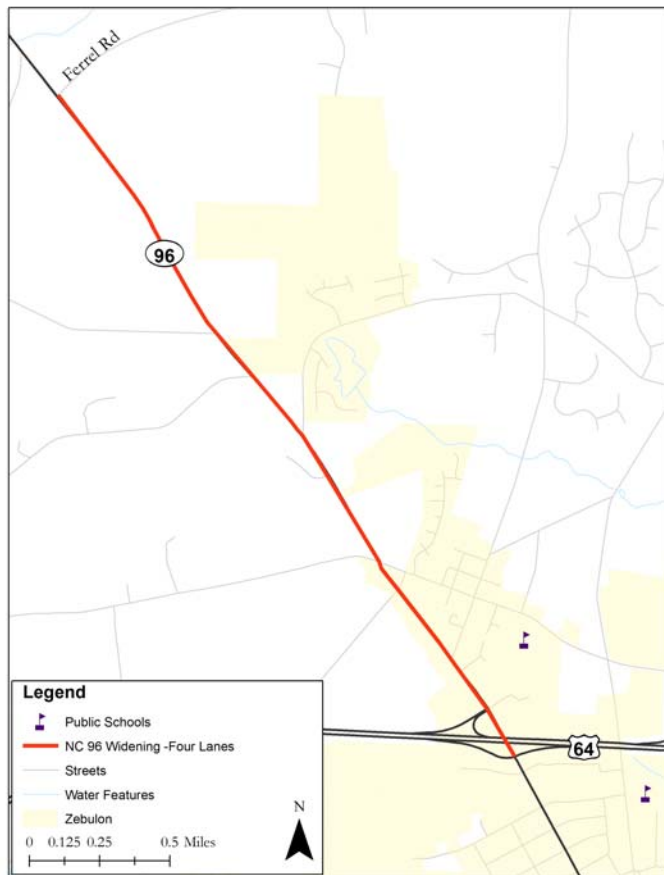 Ferrel Rd
96
64
Legend
Public Schools
NC 96 Widening -Four Lanes
Streets
Water Features
Zebulon
N
0 0.125 0.25 0.5 Miles